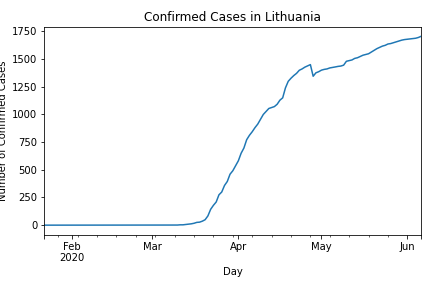 Confirmed Cases in Lithuania
1750
1500
1250
1000
750
500
250
0
Number of Confirmed Cases
Feb
2020
Mar
Apr
May
Jun
Day